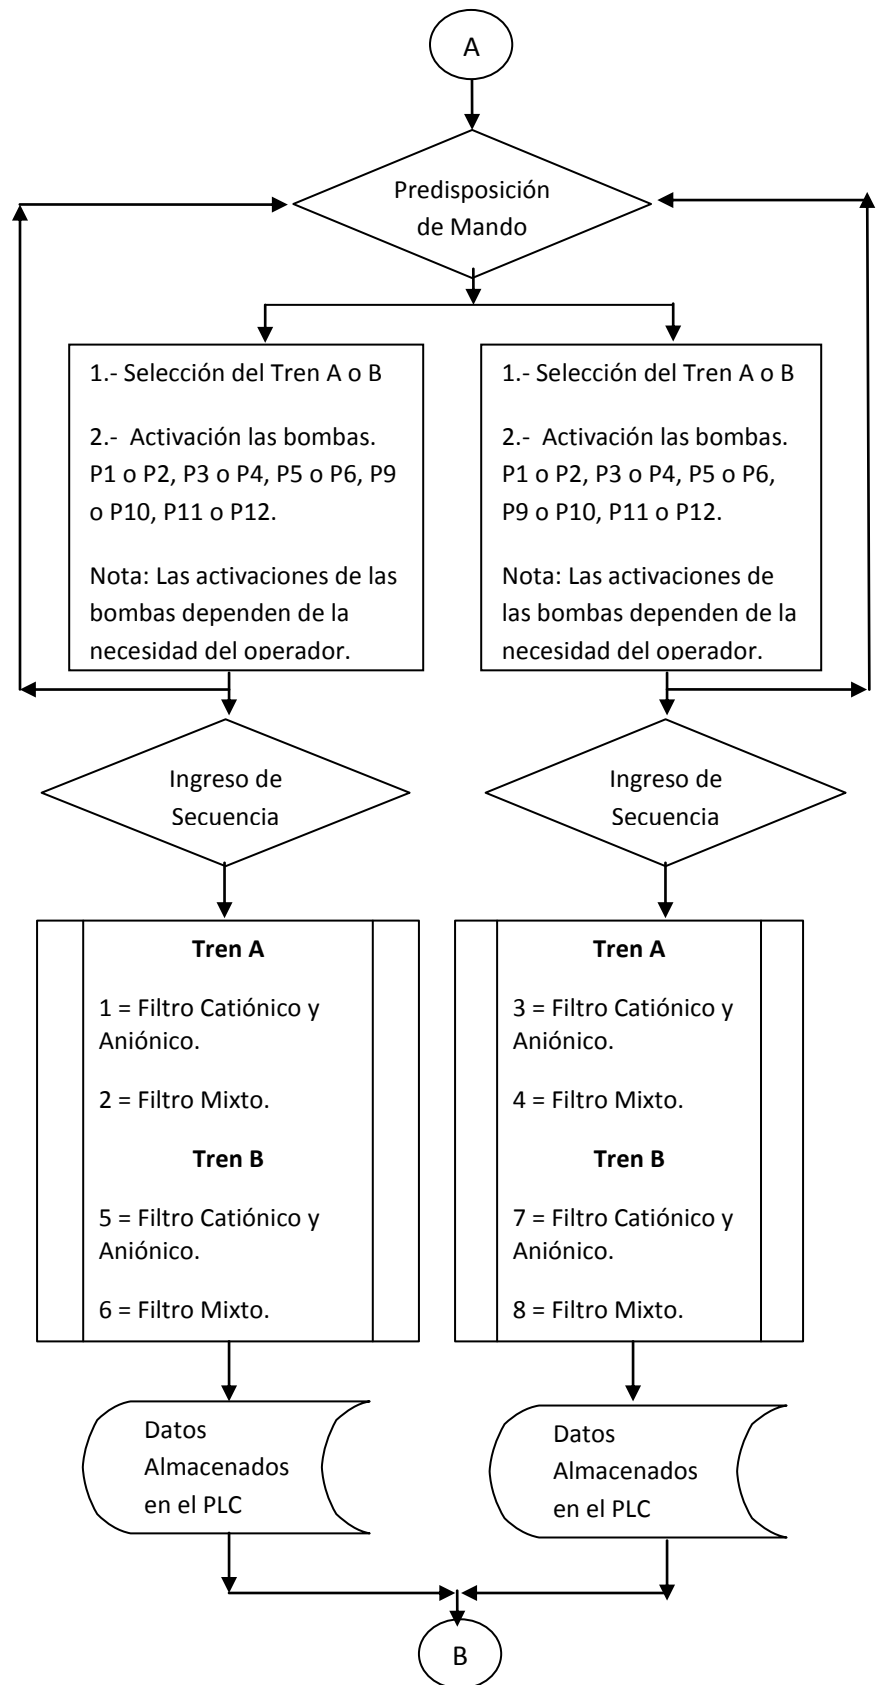 A
Predisposición
de Mando
1.- Selección del Tren A o B
2.- Activación las bombas.
P1 o P2, P3 o P4, P5 o P6, P9
o P10, P11 o P12.
Nota: Las activaciones de las
bombas dependen de la
necesidad del operador.
1.- Selección del Tren A o B
2.- Activación las bombas.
P1 o P2, P3 o P4, P5 o P6,
P9 o P10, P11 o P12.
Nota: Las activaciones de
las bombas dependen de la
necesidad del operador.
Ingreso de
Secuencia
Ingreso de
Secuencia
Tren A
1 = Filtro Catiónico y
Aniónico.
2 = Filtro Mixto.
Tren B
5 = Filtro Catiónico y
Aniónico.
6 = Filtro Mixto.
Tren A
3 = Filtro Catiónico y
Aniónico.
4 = Filtro Mixto.
Tren B
7 = Filtro Catiónico y
Aniónico.
8 = Filtro Mixto.
Datos
Almacenados
en el PLC
Datos
Almacenados
en el PLC
B